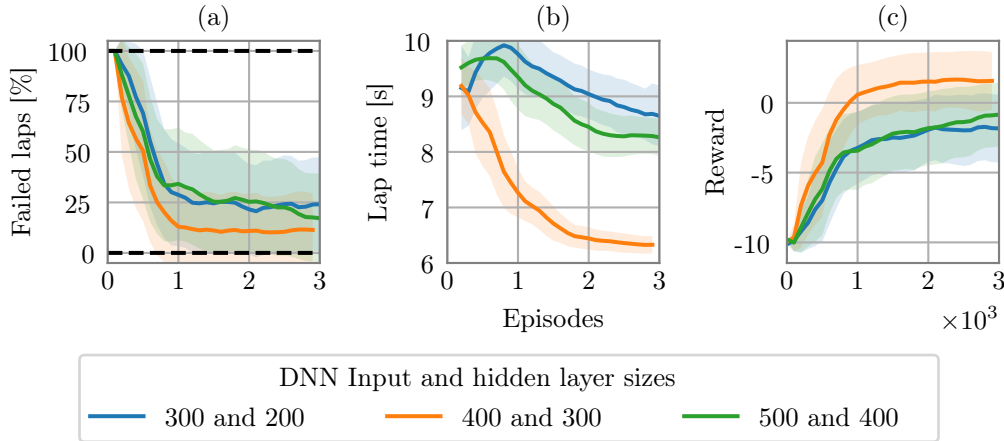 (a)
(b)
(c)
Failed laps [%]
100
75
50
25
0
0
1
2
3
Lap time [s]
10
9
8
7
6
0
1
2
3
Episodes
Reward
0
-5
-10
0
1
2
3
×10³
DNN Input and hidden layer sizes
300 and 200
400 and 300
500 and 400